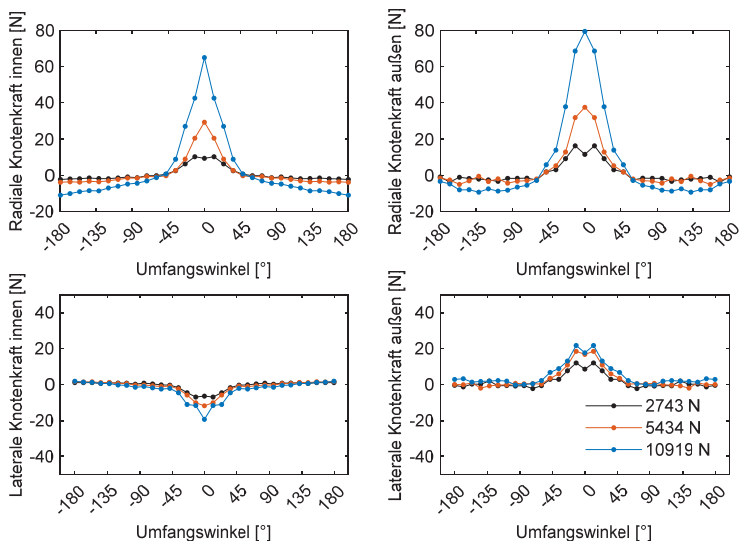 Radiale Knotenkraft innen [N]
80
60
40
20
0
-20
-180 -135 -90 -45 0 45 90 135 180
Umfangswinkel [°]
Radiale Knotenkraft außen [N]
80
60
40
20
0
-20
-180 -135 -90 -45 0 45 90 135 180
Umfangswinkel [°]
Laterale Knotenkraft innen [N]
40
20
0
-20
-40
-180 -135 -90 -45 0 45 90 135 180
Umfangswinkel [°]
Laterale Knotenkraft außen [N]
40
20
0
-20
-40
-180 -135 -90 -45 0 45 90 135 180
Umfangswinkel [°]
2743 N
5434 N
10919 N